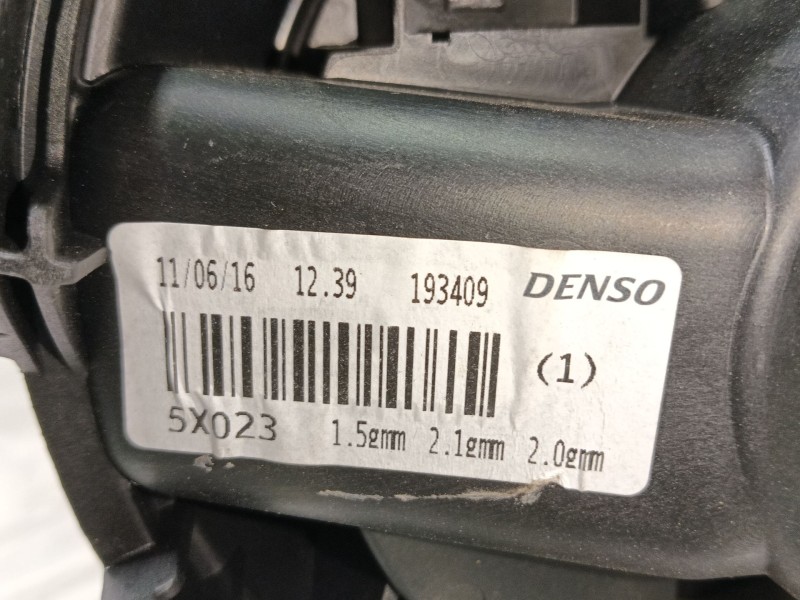 11/06/16 12.39 193409 DENSO
(1)
5X023 1.5gmm 2.1gmm 2.0gmm